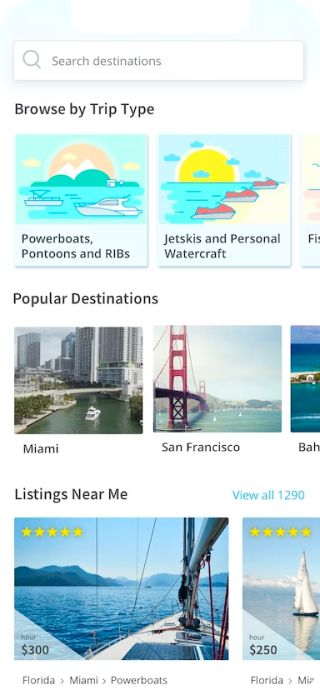 Search destinations
Browse by Trip Type
Powerboats,
Pontoons and RIBs
Jetskis and Personal
Watercraft
Fis
Popular Destinations
Miami
San Francisco
Bah
Listings Near Me
View all 1290
hour
$300
hour
$250
Florida > Miami > Powerboats
Florida > Mia